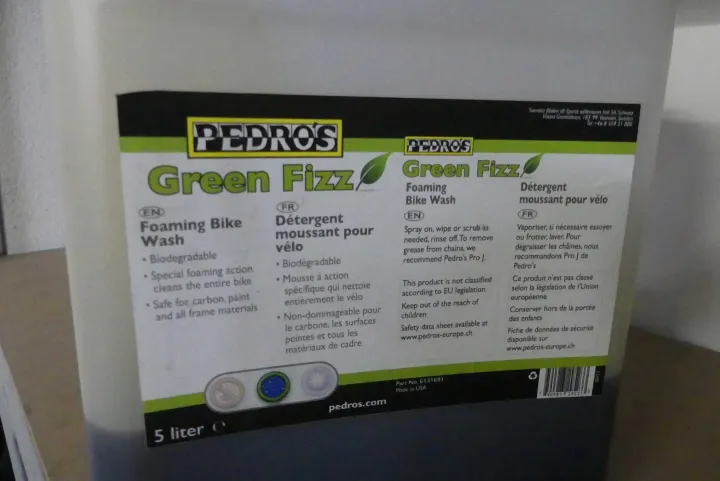 PEDRO'S
Green Fizz
EN
Foaming Bike
Wash
• Biodegradable
• Special foaming action
cleans the entire bike
• Safe for carbon, paint
and all frame materials
FR
Détergent
moussant pour
vélo
• Biodégradable
• Mousse à action
spécifique qui nettoie
entièrement le vélo
• Non-dommageable pour
le carbone, les surfaces
pointes et tous les
matériaux de cadre.
5 liter
pedros.com
PEDRO'S
Green Fizz
Foaming
Bike Wash
EN
Spray on, wipe or scrub as
needed, rinse off. To remove
grease from chains, we
recommend Pedro's Pro J.
This product is not classified
according to EU legislation.
Keep out of the reach of
children
Safety data sheet available at
www.pedros-europe.ch
Détergent
moussant pour vélo
FR
Vaporiser, si nécessaire essuyer
ou frotter, laver. Pour
dégraisser les chaînes, nous
recommandons Pro J de
Pedro's
Ce produit n'est pas classé
selon la législation de l'Union
européenne
Conserver hors de la portée
des enfants
Fiche de données de sécurité
disponible sur
www.pedros-europe.ch
Part No. 6131681
Made in USA